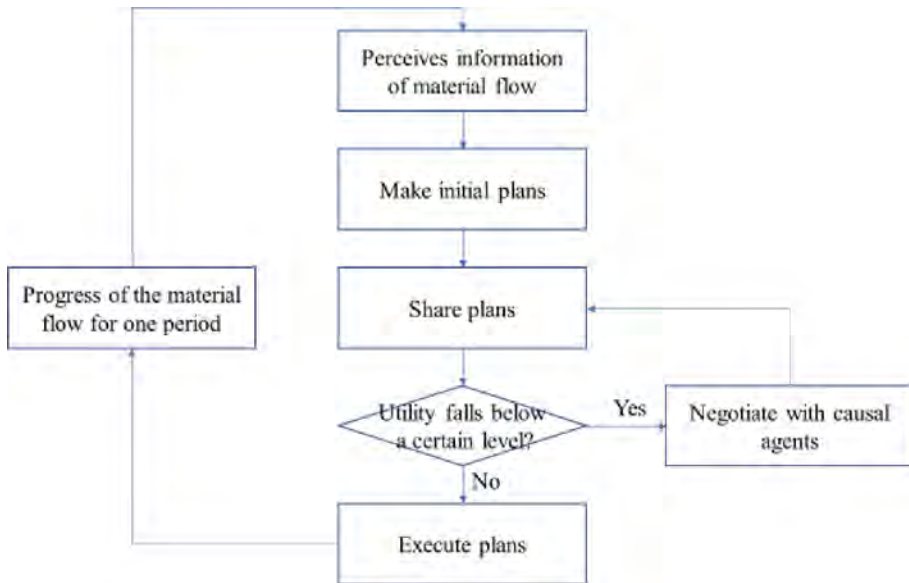 Perceives information
of material flow
Make initial plans
Progress of the material
flow for one period
Share plans
Utility falls below
a certain level?
Yes
Negotiate with causal
agents
No
Execute plans